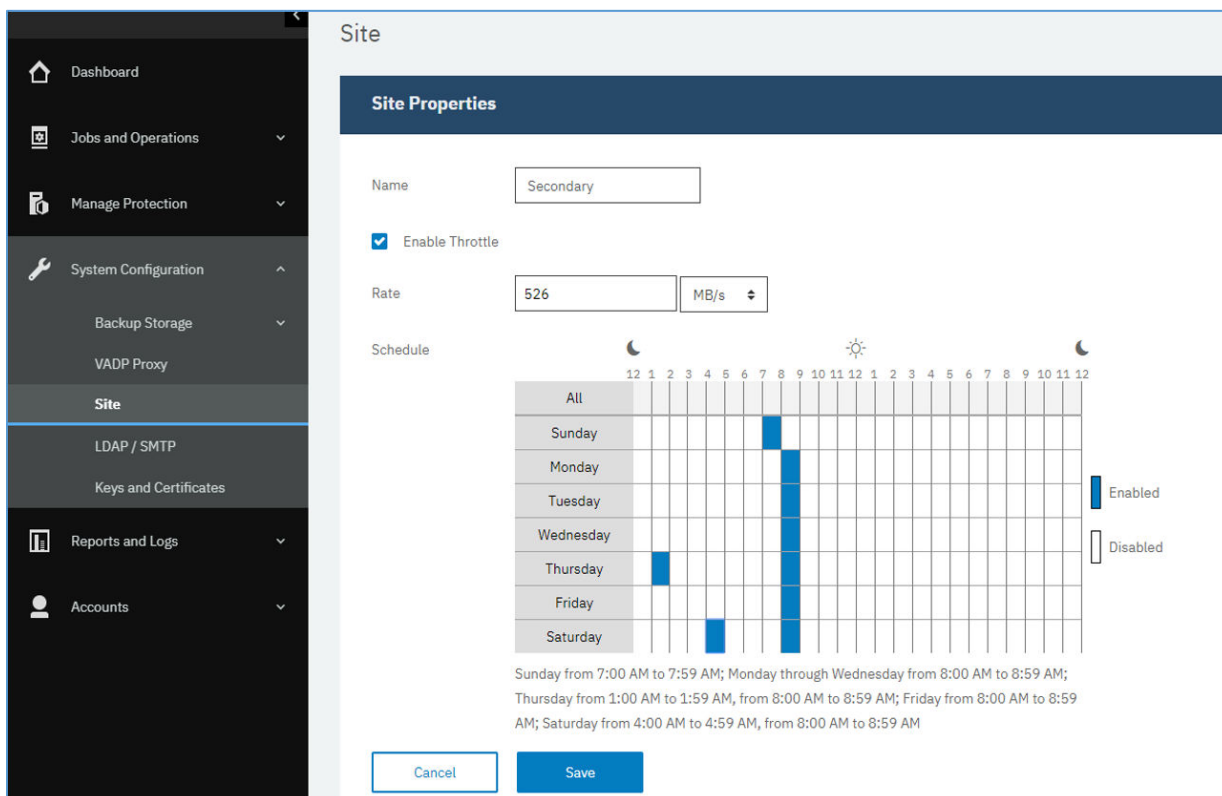 Site
Dashboard
Jobs and Operations
Manage Protection
System Configuration
Backup Storage
VADP Proxy
Site
LDAP / SMTP
Keys and Certificates
Reports and Logs
Accounts
Site Properties
Name Secondary
Enable Throttle
Rate 526 MB/s
Schedule
12 1 2 3 4 5 6 7 8 9 10 11 12 1 2 3 4 5 6 7 8 9 10 11 12
All
Sunday
Monday
Tuesday
Wednesday
Thursday
Friday
Saturday
Enabled
Disabled
Sunday from 7:00 AM to 7:59 AM; Monday through Wednesday from 8:00 AM to 8:59 AM;
Thursday from 1:00 AM to 1:59 AM, from 8:00 AM to 8:59 AM; Friday from 8:00 AM to 8:59
AM; Saturday from 4:00 AM to 4:59 AM, from 8:00 AM to 8:59 AM
Cancel Save